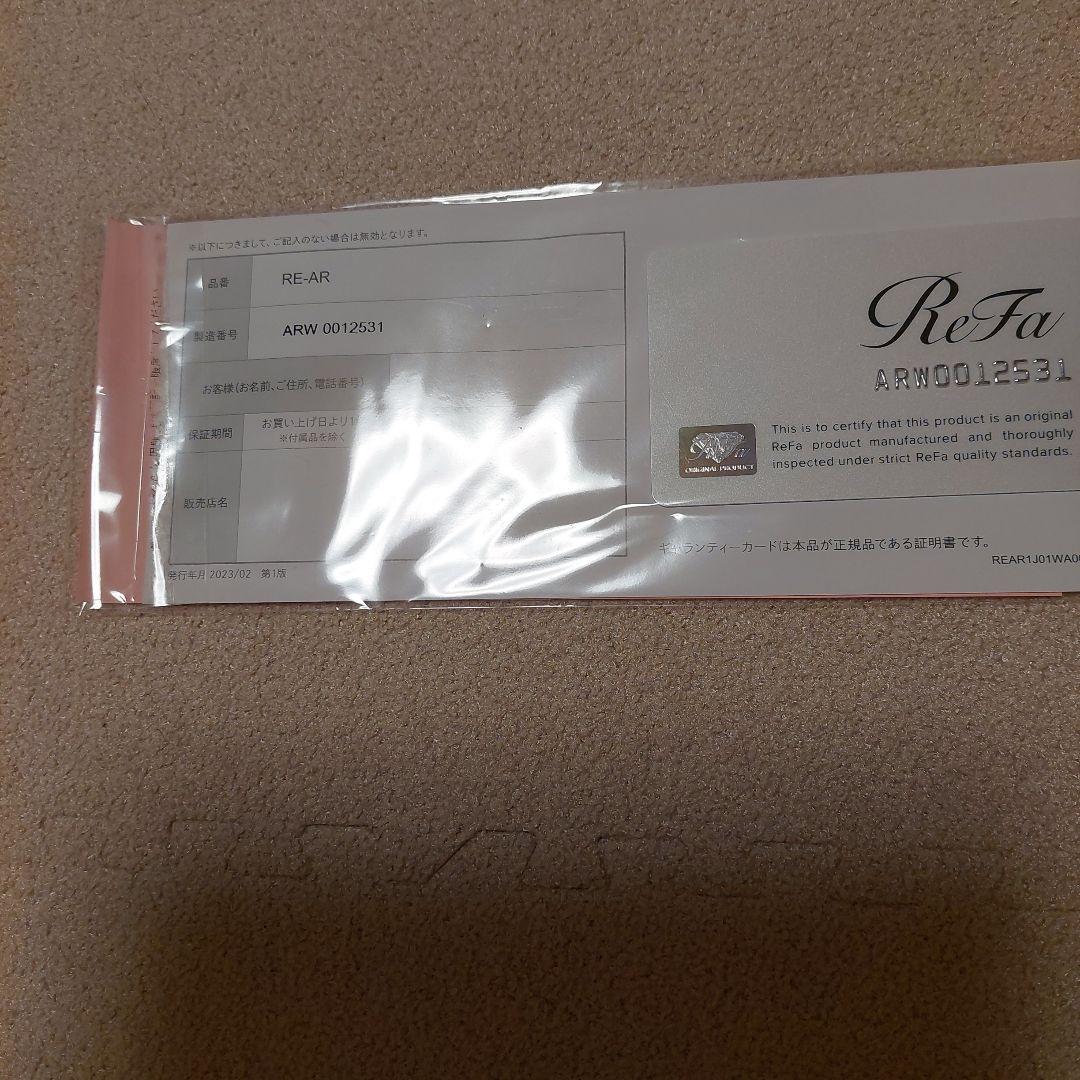 ※以下につきまして、ご記入のない場合は無効となります。
品番 RE-AR
製造番号 ARW 0012531
お客様(お名前、ご住所、電話番号)
保証期間 お買い上げ日より1
※付属品を除く
販売店名
発行年月 2023/02 第1版
ReFa
ARW0012531
This is to certify that this product is an original
ReFa product manufactured and thoroughly
inspected under strict ReFa quality standards.
ReFa
ORIGINAL PRODUCT
ギャランティーカードは本品が正規品である証明書です。
REAR1J01WA0